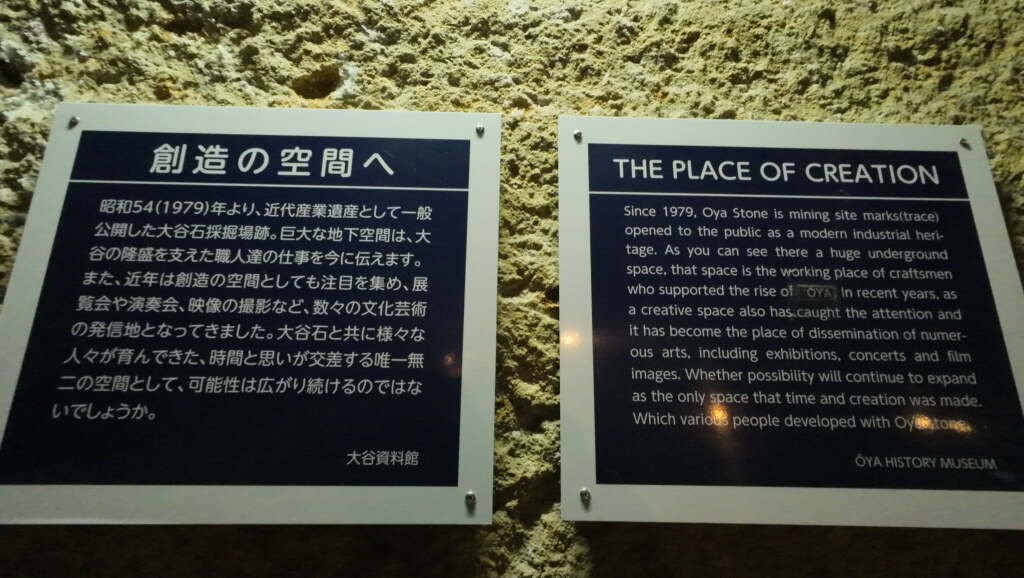 創造の空間へ
昭和54(1979)年より、近代産業遺産として一般
公開した大谷石採掘場跡。巨大な地下空間は、大
谷の隆盛を支えた職人達の仕事を今に伝えます。
また、近年は創造の空間としても注目を集め、展
覧会や演奏会、映像の撮影など、数々の文化芸術
の発信地となってきました。大谷石と共に様々な
人々が育んできた、時間と思いが交差する唯一無
二の空間として、可能性は広がり続けるのではな
いでしょうか。
大谷資料館
THE PLACE OF CREATION
Since 1979, Oya Stone is mining site marks(trace)
opened to the public as a modern industrial heri-
tage. As you can see there a huge underground
space, that space is the working place of craftsmen
who supported the rise of OYA in recent years, as
a creative space also has caught the attention and
it has become the place of dissemination of numer-
ous arts, including exhibitions, concerts and film
images. Whether possibility will continue to expand
as the only space that time and creation was made.
Which various people developed with Oya stone.
ŌYA HISTORY MUSEUM